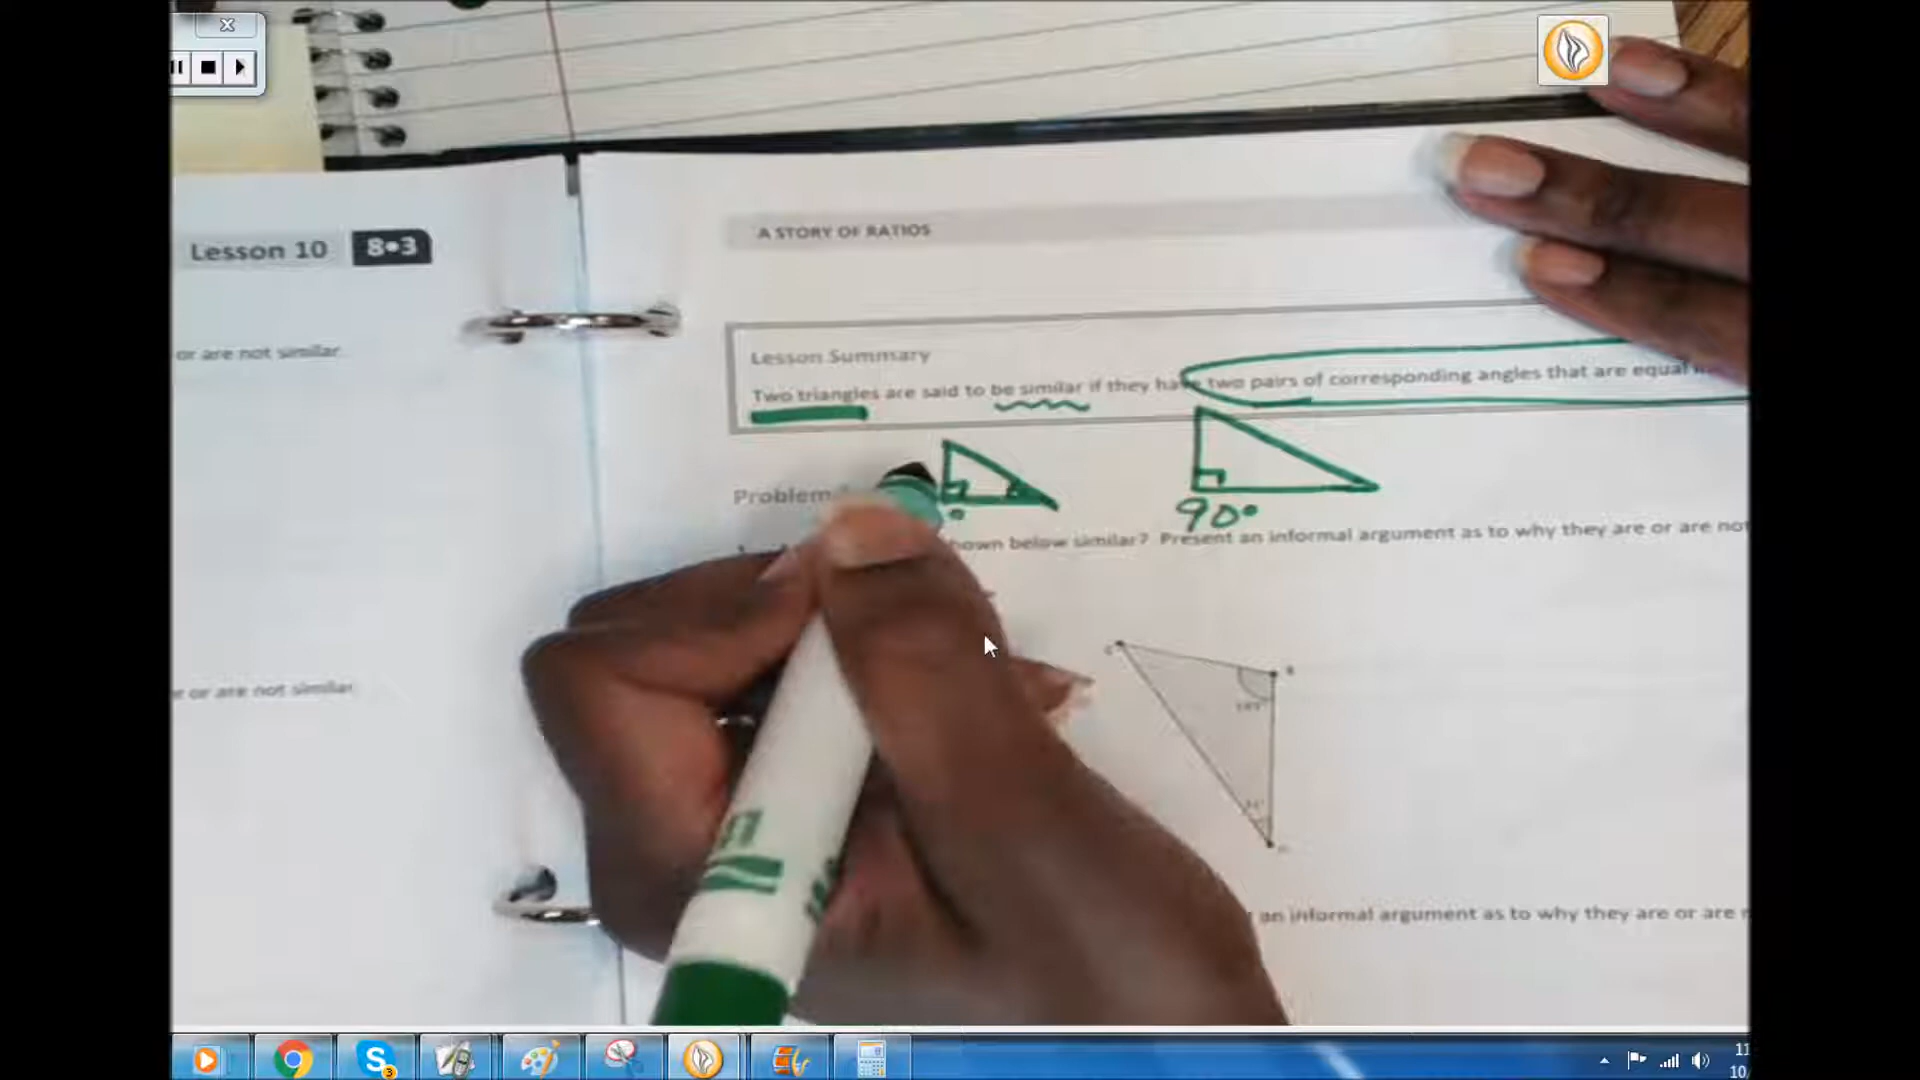 Lesson 10 8•3
or are not similar.
or are not similar
A STORY OF RATIOS
Lesson Summary
Two triangles are said to be similar if they have two pairs of corresponding angles that are equal
90°
Problem
shown below similar? Present an informal argument as to why they are or are not
C
an informal argument as to why they are or are
3
11
10